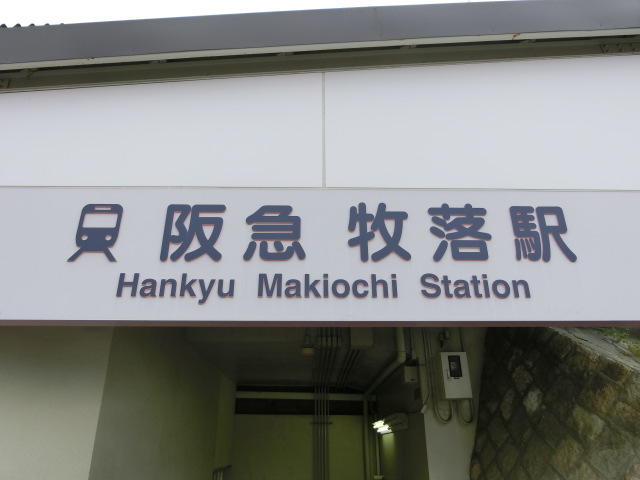 阪急 牧落駅
Hankyu Makiochi Station